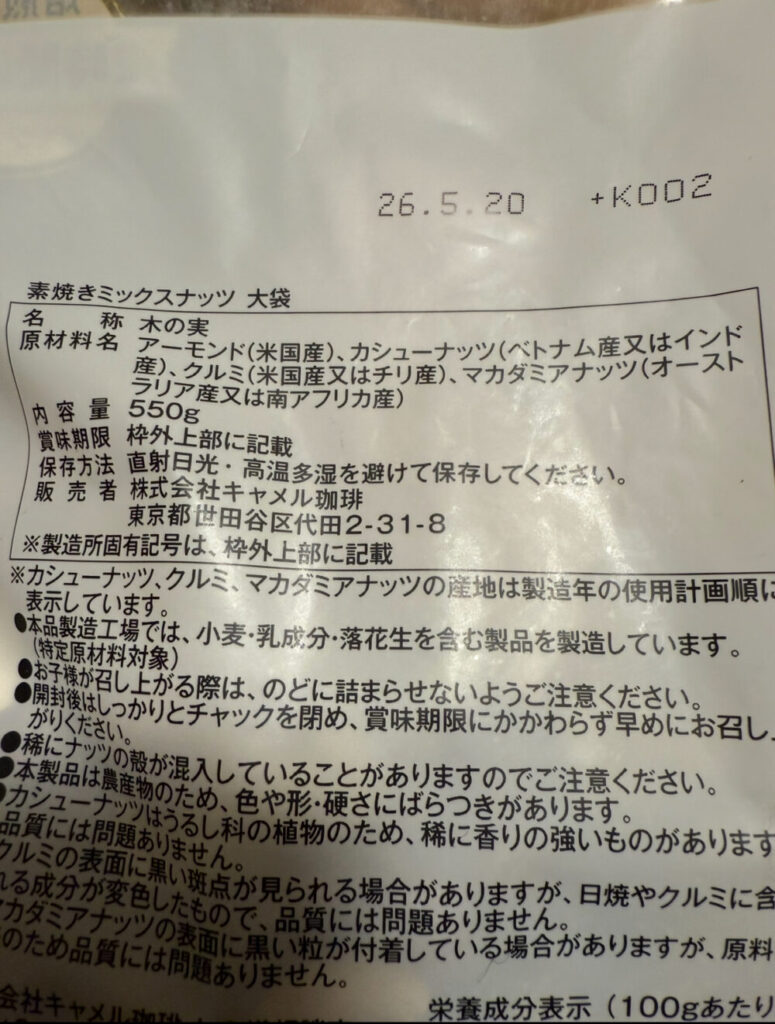 26.5.20 +K002
素焼きミックスナッツ 大袋
名称 木の実
原材料名 アーモンド(米国産)、カシューナッツ(ベトナム産又はインド
産)、クルミ(米国産又はチリ産)、マカダミアナッツ(オースト
ラリア産又は南アフリカ産)
内容量 550g
賞味期限 枠外上部に記載
保存方法 直射日光・高温多湿を避けて保存してください。
販売者 株式会社キャメル珈琲
東京都世田谷区代田2-31-8
※製造所固有記号は、枠外上部に記載
※カシューナッツ、クルミ、マカダミアナッツの産地は製造年の使用計画順に
表示しています。
●本品製造工場では、小麦・乳成分・落花生を含む製品を製造しています。
(特定原材料対象)
●お子様が召し上がる際は、のどに詰まらせないようご注意ください。
●開封後はしっかりとチャックを閉め、賞味期限にかかわらず早めにお召し上
がりください。
●稀にナッツの殻が混入していることがありますのでご注意ください。
●本製品は農産物のため、色や形・硬さにばらつきがあります。
●カシューナッツはうるし科の植物のため、稀に香りの強いものがあります
品質には問題ありません。
クルミの表面に黒い斑点が見られる場合がありますが、日焼やクルミに含
れる成分が変色したもので、品質には問題ありません。
マカダミアナッツの表面に黒い粒が付着している場合がありますが、原料
のため品質には問題ありません。
会社キャメル珈琲
栄養成分表示(100gあたり